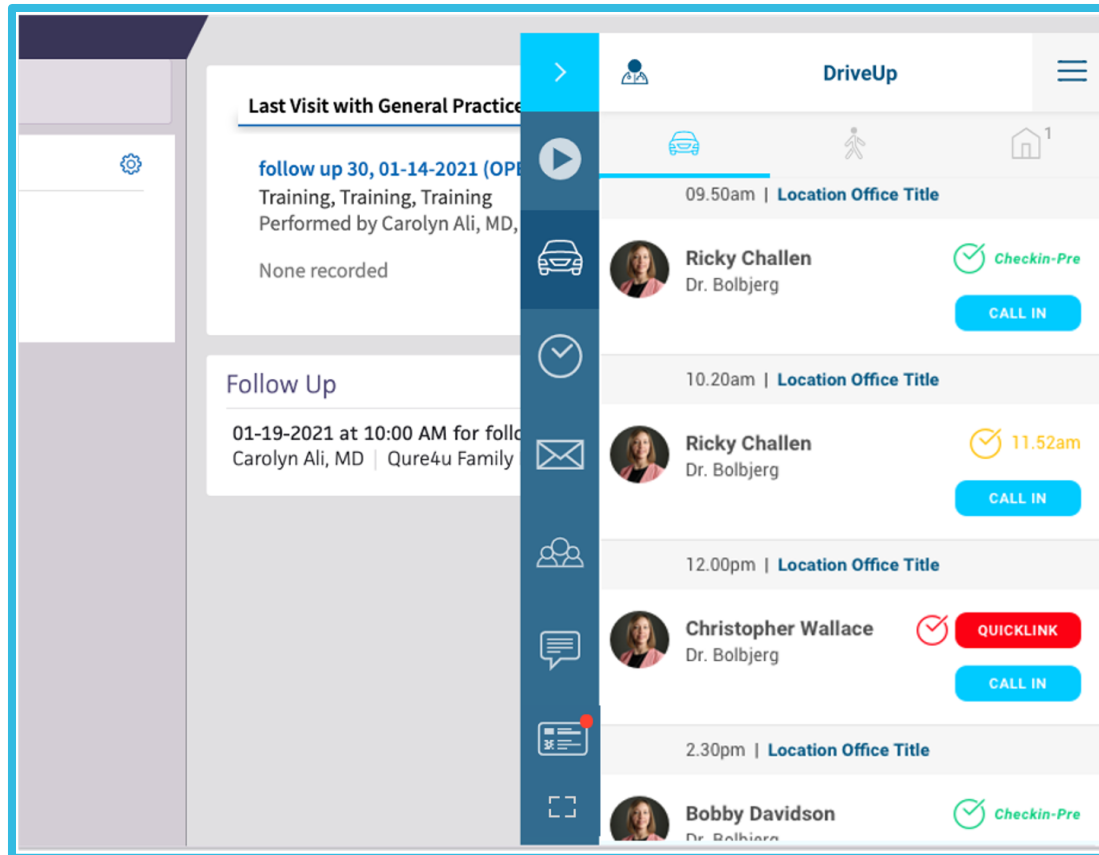 Last Visit with General Practice
follow up 30, 01-14-2021 (OPE
Training, Training, Training
Performed by Carolyn Ali, MD,
None recorded
Follow Up
01-19-2021 at 10:00 AM for follo
Carolyn Ali, MD | Qure4u Family
DriveUp
1
09.50am | Location Office Title
Ricky Challen
Checkin-Pre
Dr. Bolbjerg
CALL IN
10.20am | Location Office Title
Ricky Challen
11.52am
Dr. Bolbjerg
CALL IN
12.00pm | Location Office Title
Christopher Wallace
QUICKLINK
Dr. Bolbjerg
CALL IN
2.30pm | Location Office Title
Bobby Davidson
Checkin-Pre
Dr. Bolbjerg